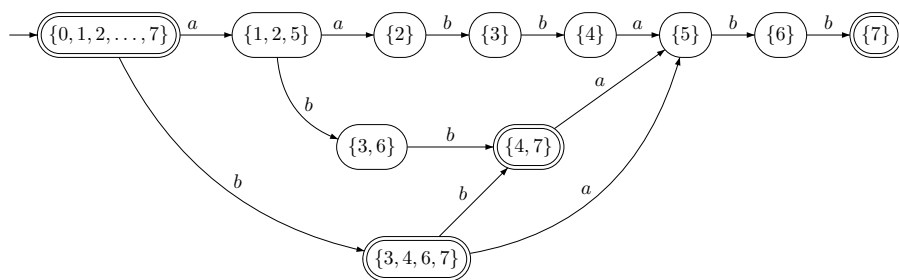 {0, 1, 2, . . . , 7} a {1, 2, 5} a {2} b {3} b {4} a {5} b {6} b {7}
b a
{3, 6} b {4, 7}
b b a
{3, 4, 6, 7}